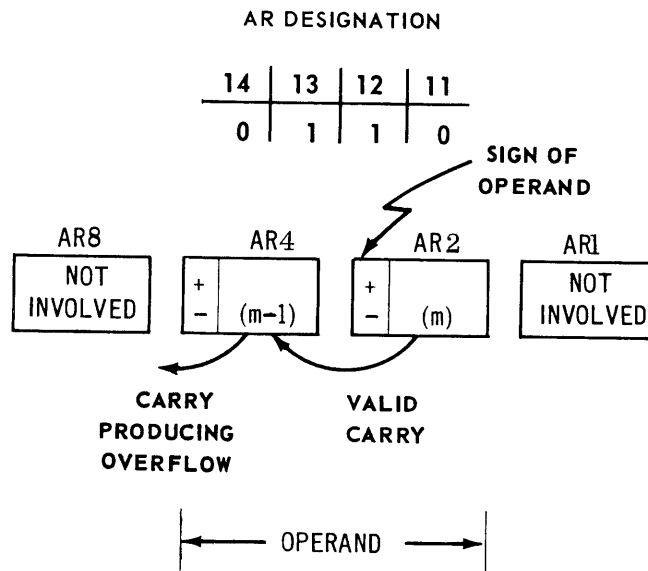 AR DESIGNATION
14 13 12 11
0 1 1 0
SIGN OF
OPERAND
AR8 AR4 AR2 AR1
NOT
INVOLVED
+
−
(m−1)
+
−
(m)
NOT
INVOLVED
CARRY
PRODUCING
OVERFLOW
VALID
CARRY
OPERAND